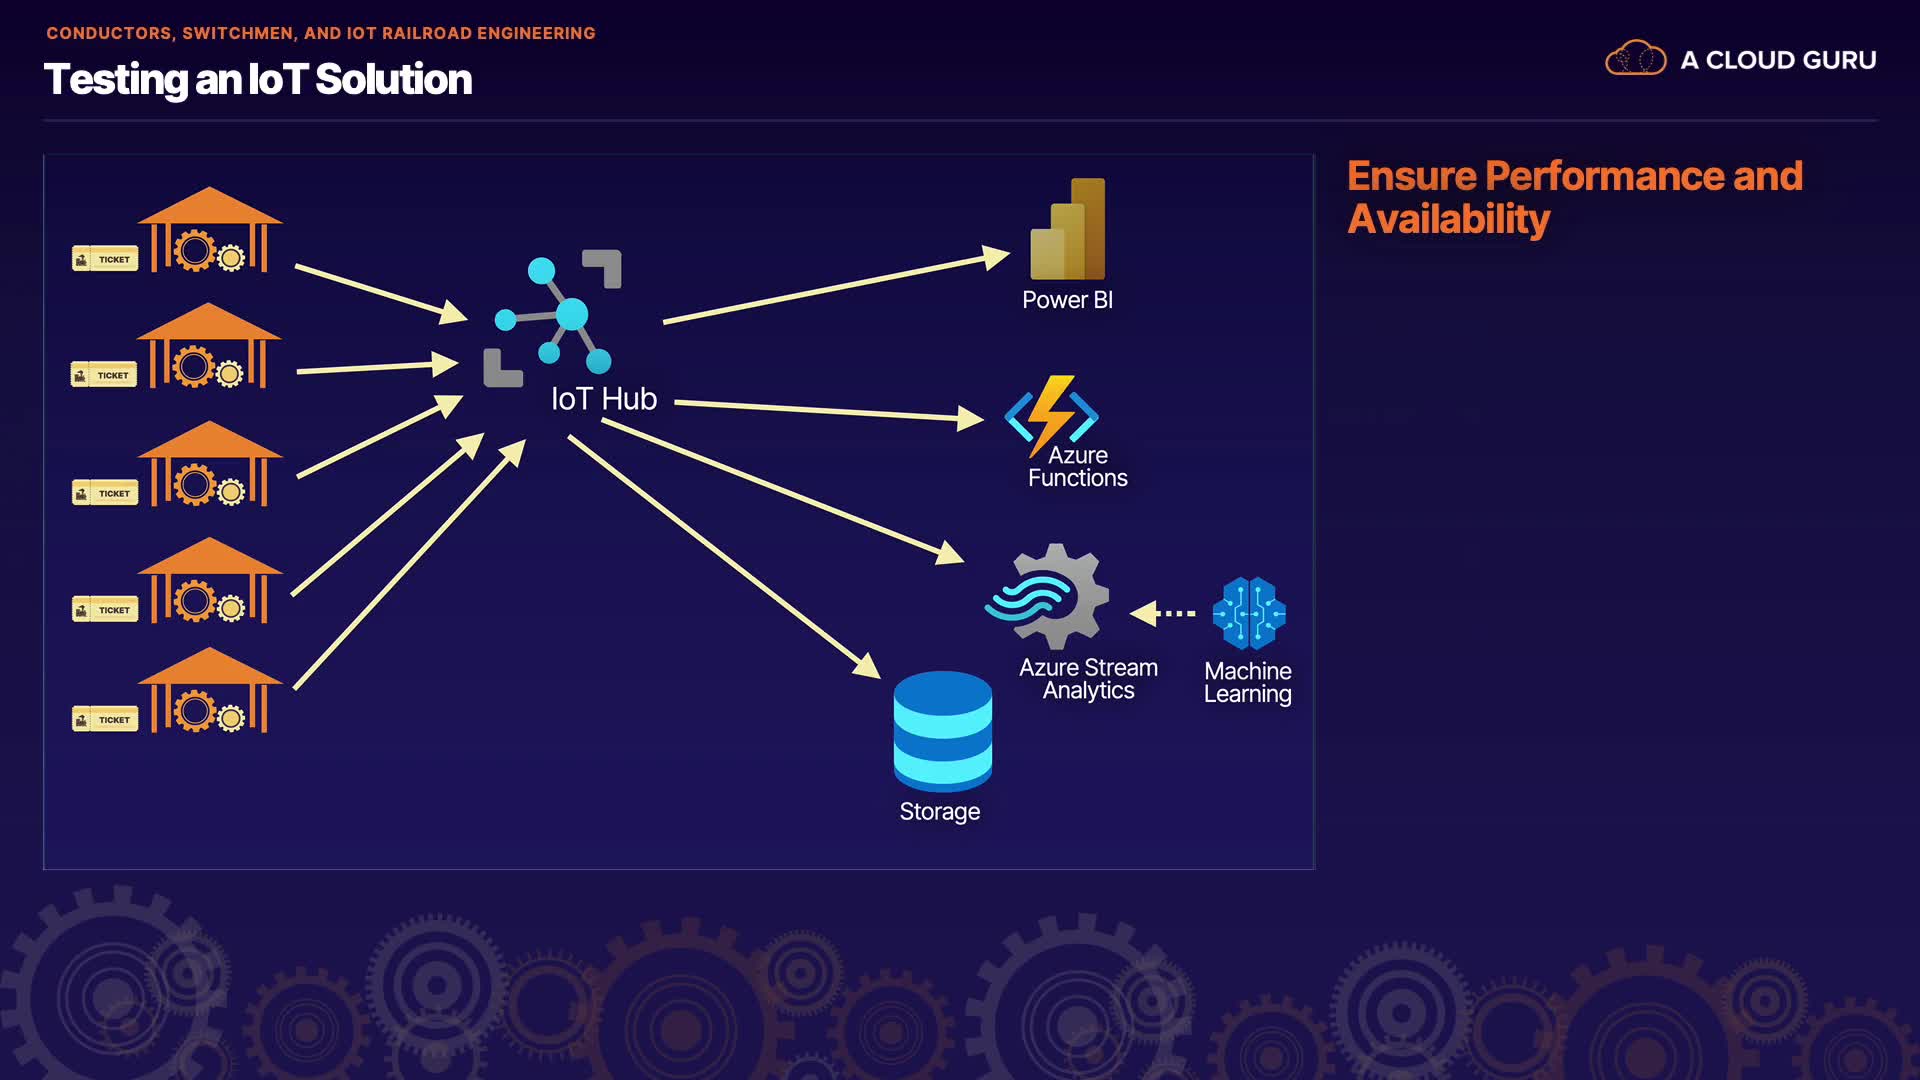 CONDUCTORS, SWITCHMEN, AND IOT RAILROAD ENGINEERING
Testing an IoT Solution
A CLOUD GURU
Ensure Performance and
Availability
TICKET
TICKET
TICKET
TICKET
TICKET
IoT Hub
Power BI
Azure
Functions
Azure Stream
Analytics
Machine
Learning
Storage